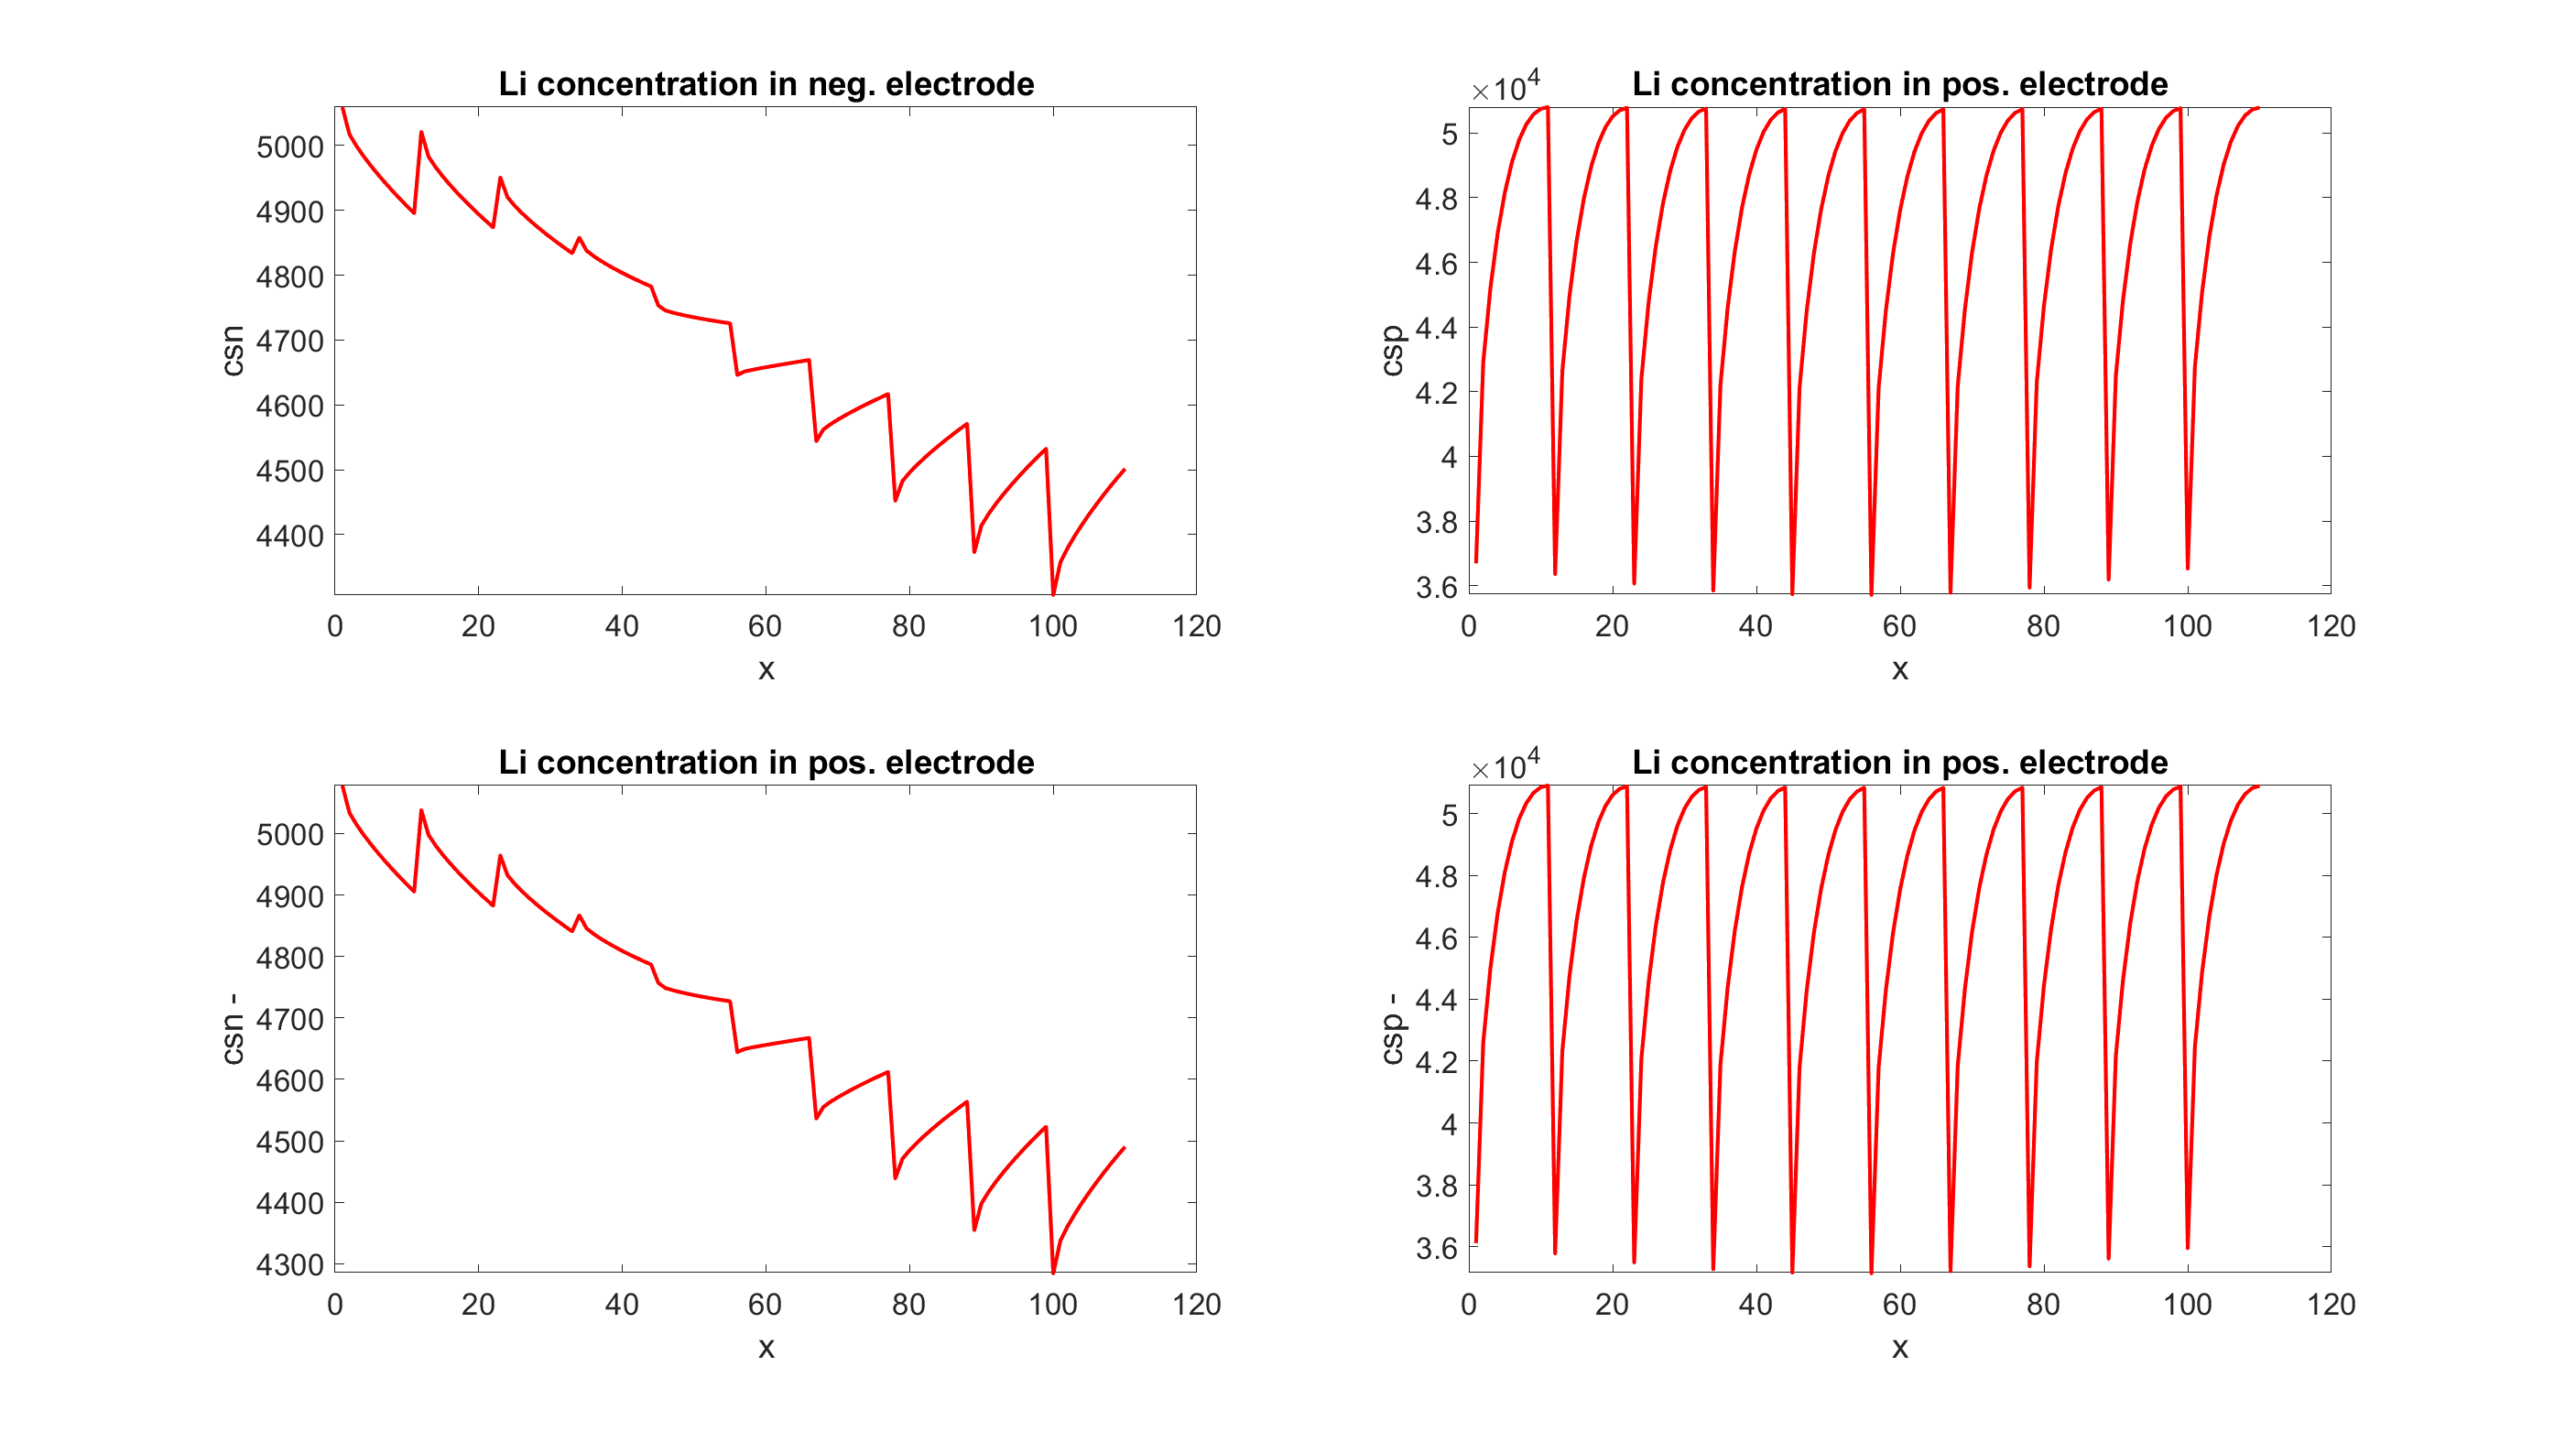 Li concentration in neg. electrode
csn
5000
4900
4800
4700
4600
4500
4400
0 20 40 60 80 100 120
x
Li concentration in pos. electrode
×10^4
csp
5
4.8
4.6
4.4
4.2
4
3.8
3.6
0 20 40 60 80 100 120
x
Li concentration in pos. electrode
csn -
5000
4900
4800
4700
4600
4500
4400
4300
0 20 40 60 80 100 120
x
Li concentration in pos. electrode
×10^4
csp -
5
4.8
4.6
4.4
4.2
4
3.8
3.6
0 20 40 60 80 100 120
x